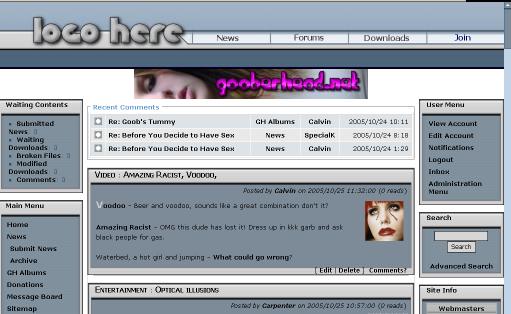 logo here
News
Forums
Downloads
Join
gooberhead.net
Waiting Contents
Submitted
News
Waiting
Downloads
Broken Files
Modified
Downloads
Comments
Main Menu
Home
News
Submit News
Archive
GH Albums
Donations
Message Board
Sitemap
Recent Comments
Re: Goob's Tummy GH Albums Calvin 2005/10/24 10:11
Re: Before You Decide to Have Sex News SpecialK 2005/10/24 8:18
Re: Before You Decide to Have Sex News Calvin 2005/10/24 1:29
Video : Amazing Racist, Voodoo,
Posted by Calvin on 2005/10/25 11:32:00 (0 reads)
Voodoo - Beer and voodoo, sounds like a great combination don't it?
Amazing Racist - OMG this dude has lost it! Dress up in kkk garb and ask
black people for gas.
Waterbed, a hot girl and jumping - What could go wrong?
[ Edit | Delete ] Comments?
Entertainment : Optical illusions
Posted by Carpenter on 2005/10/25 10:57:00 (0 reads)
User Menu
View Account
Edit Account
Notifications
Logout
Inbox
Administration
Menu
Search
Search
Advanced Search
Site Info
Webmasters